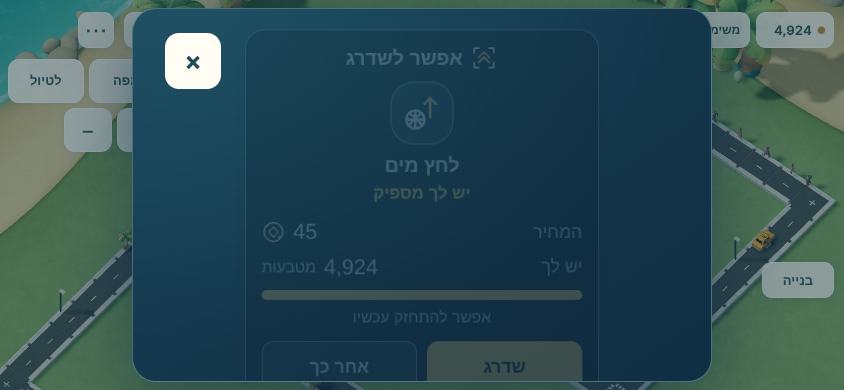 4,924
משימ
...
לטיול
פה
–
×
אפשר לשדרג
לחץ מים
יש לך מספיק
המחיר 45
יש לך 4,924 מטבעות
אפשר להתחזק עכשיו
שדרג
אחר כך
בנייה